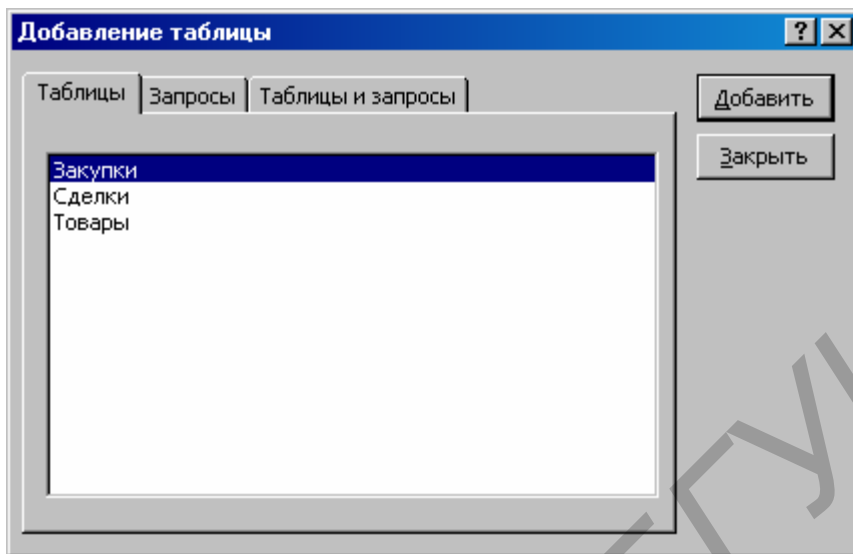 Добавление таблицы
Таблицы Запросы Таблицы и запросы
Добавить
Закрыть
Закупки
Сделки
Товары